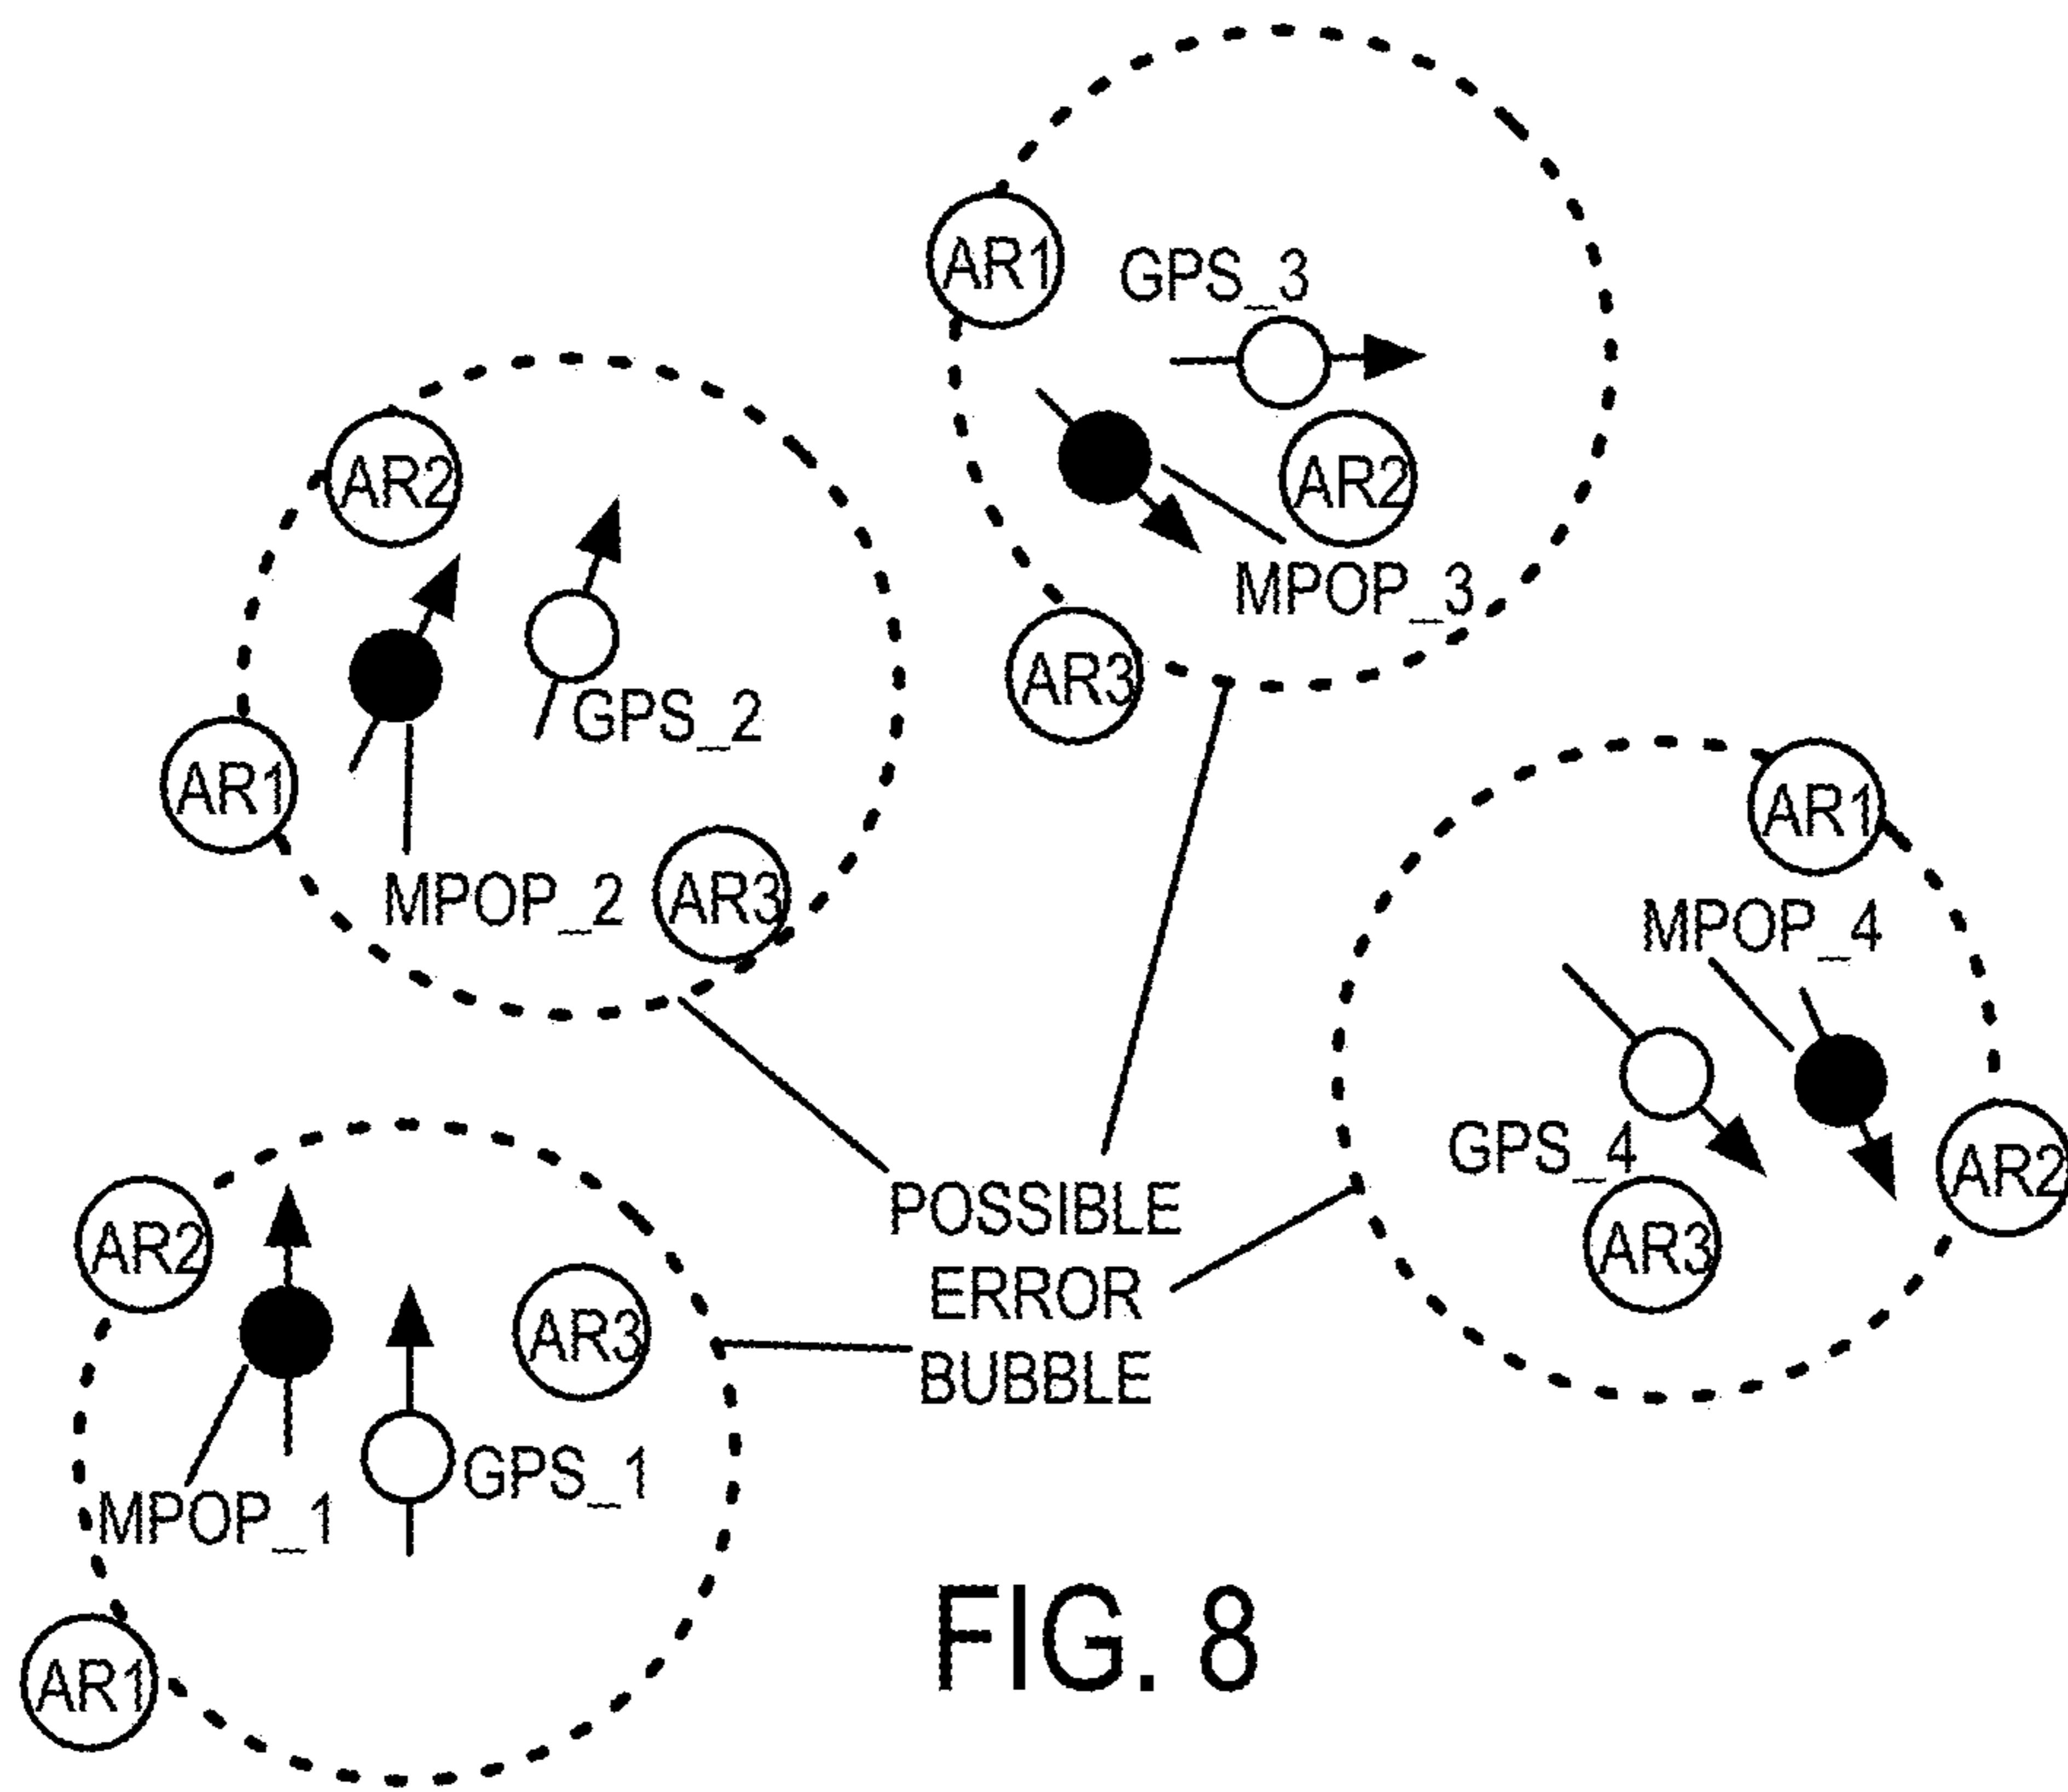 AR1
GPS_3
AR2
MPOP_3
AR3
AR2
GPS_2
AR1
MPOP_2
AR3
AR1
MPOP_4
GPS_4
AR2
AR3
POSSIBLE
ERROR
BUBBLE
AR2
AR3
GPS_1
MPOP_1
AR1
FIG. 8